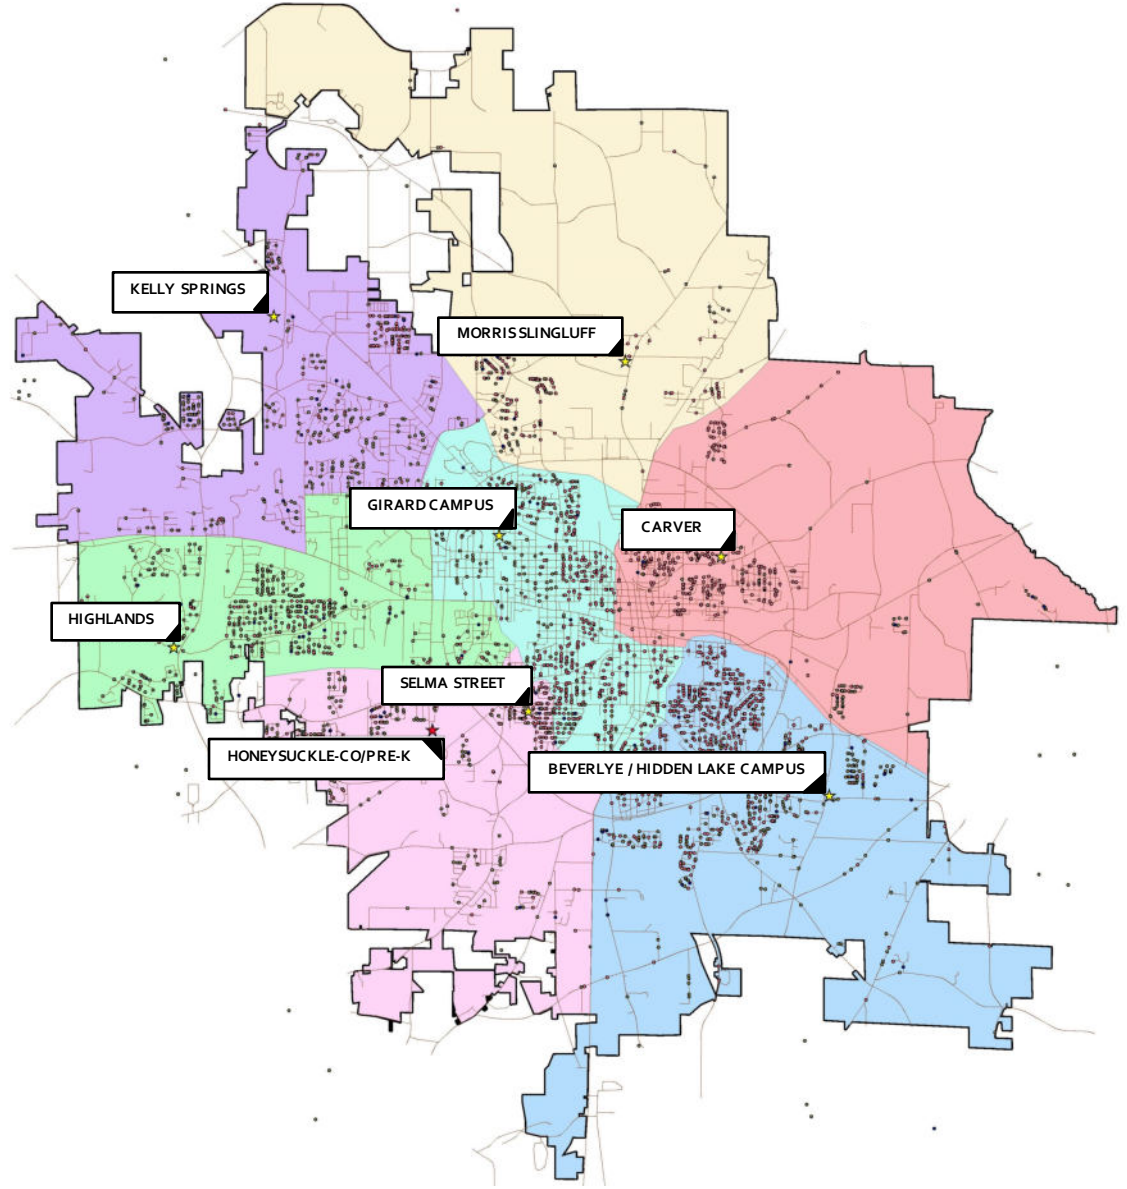 KELLY SPRINGS
MORRIS SLINGLUFF
GIRARD CAMPUS
CARVER
HIGHLANDS
SELMA STREET
HONEYSUCKLE-CO/PRE-K
BEVERLYE / HIDDEN LAKE CAMPUS